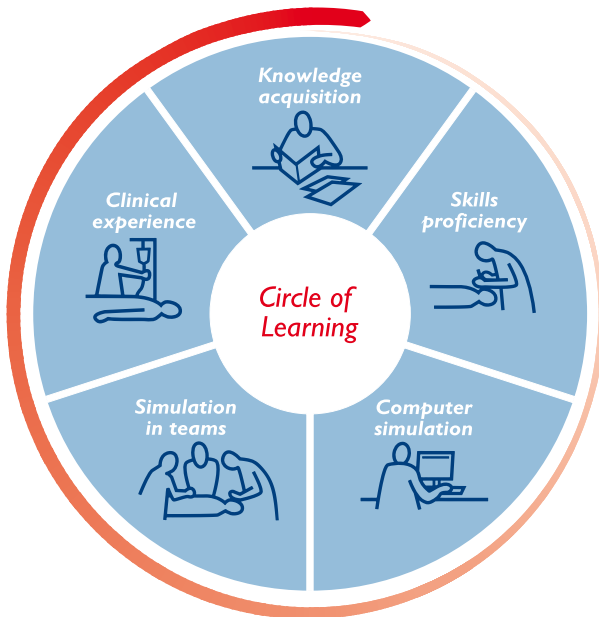 Knowledge
acquisition
Skills
proficiency
Computer
simulation
Simulation
in teams
Clinical
experience
Circle of
Learning